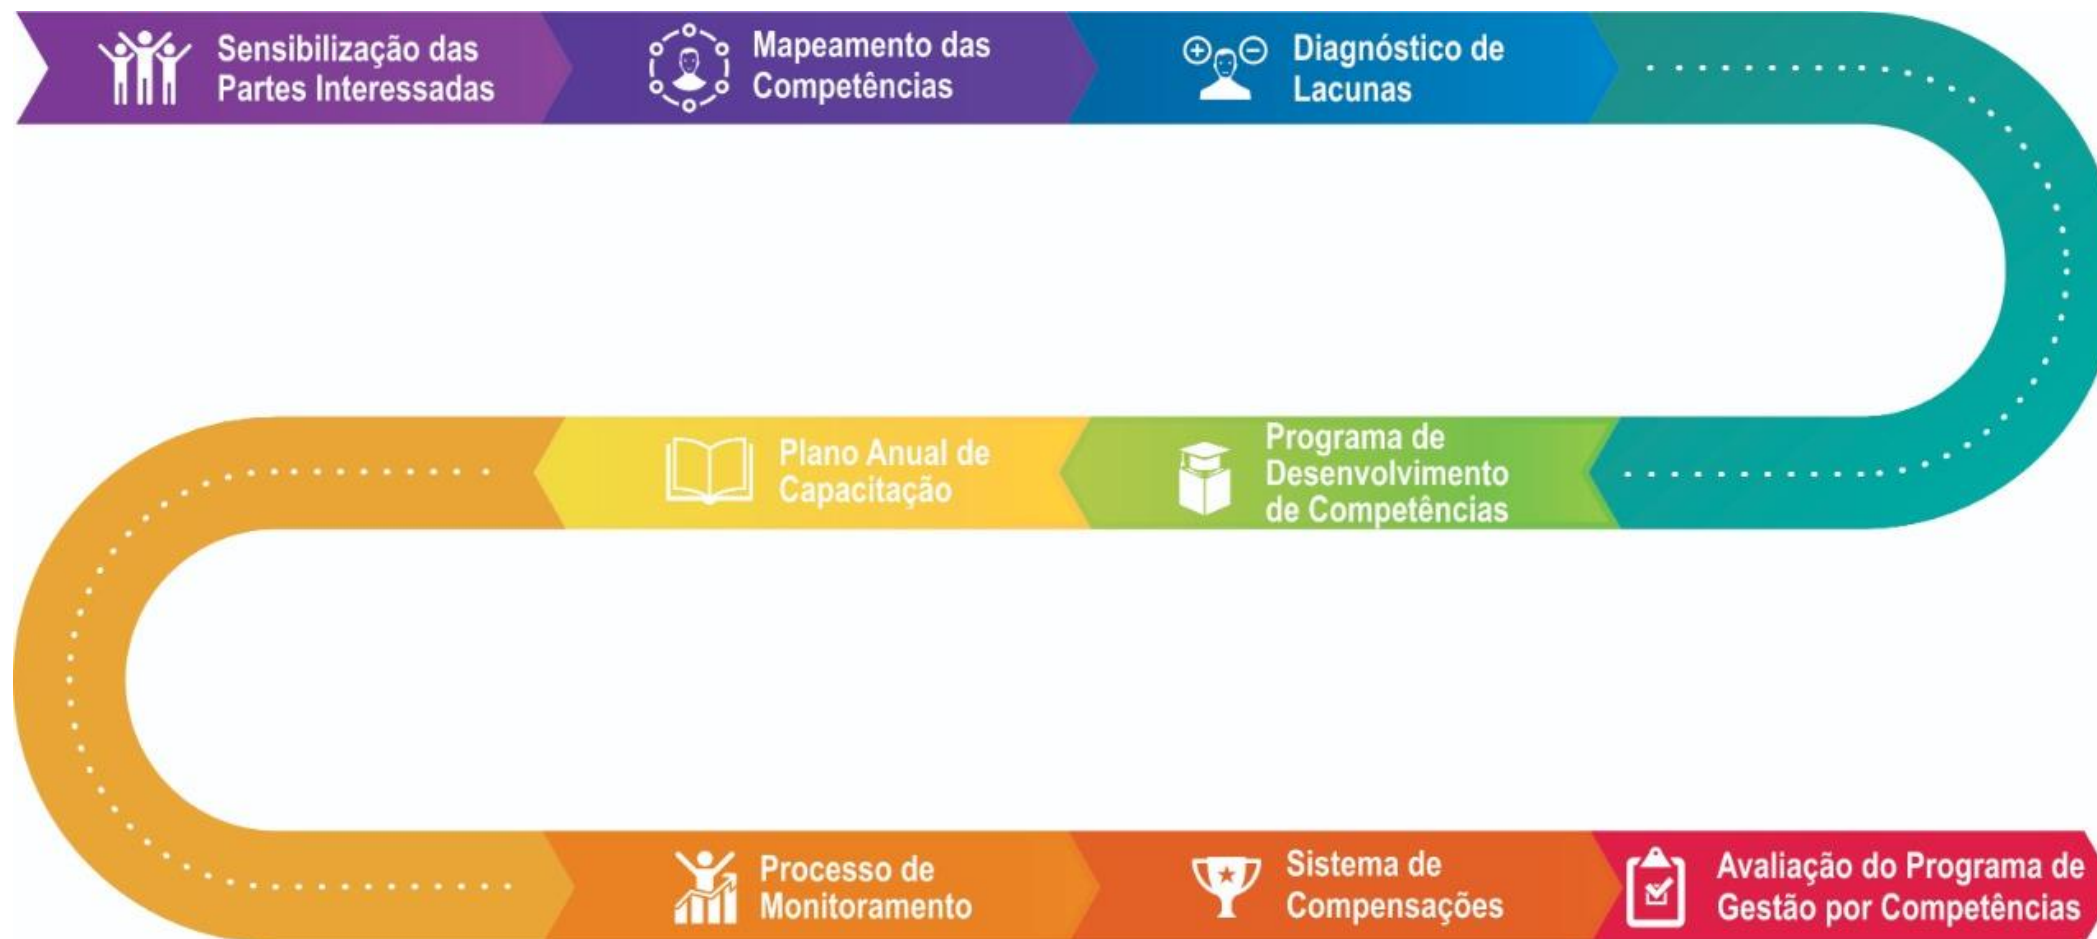 Sensibilização das
Partes Interessadas
Mapeamento das
Competências
Diagnóstico de
Lacunas
Programa de
Desenvolvimento
de Competências
Plano Anual de
Capacitação
Processo de
Monitoramento
Sistema de
Compensações
Avaliação do Programa de
Gestão por Competências